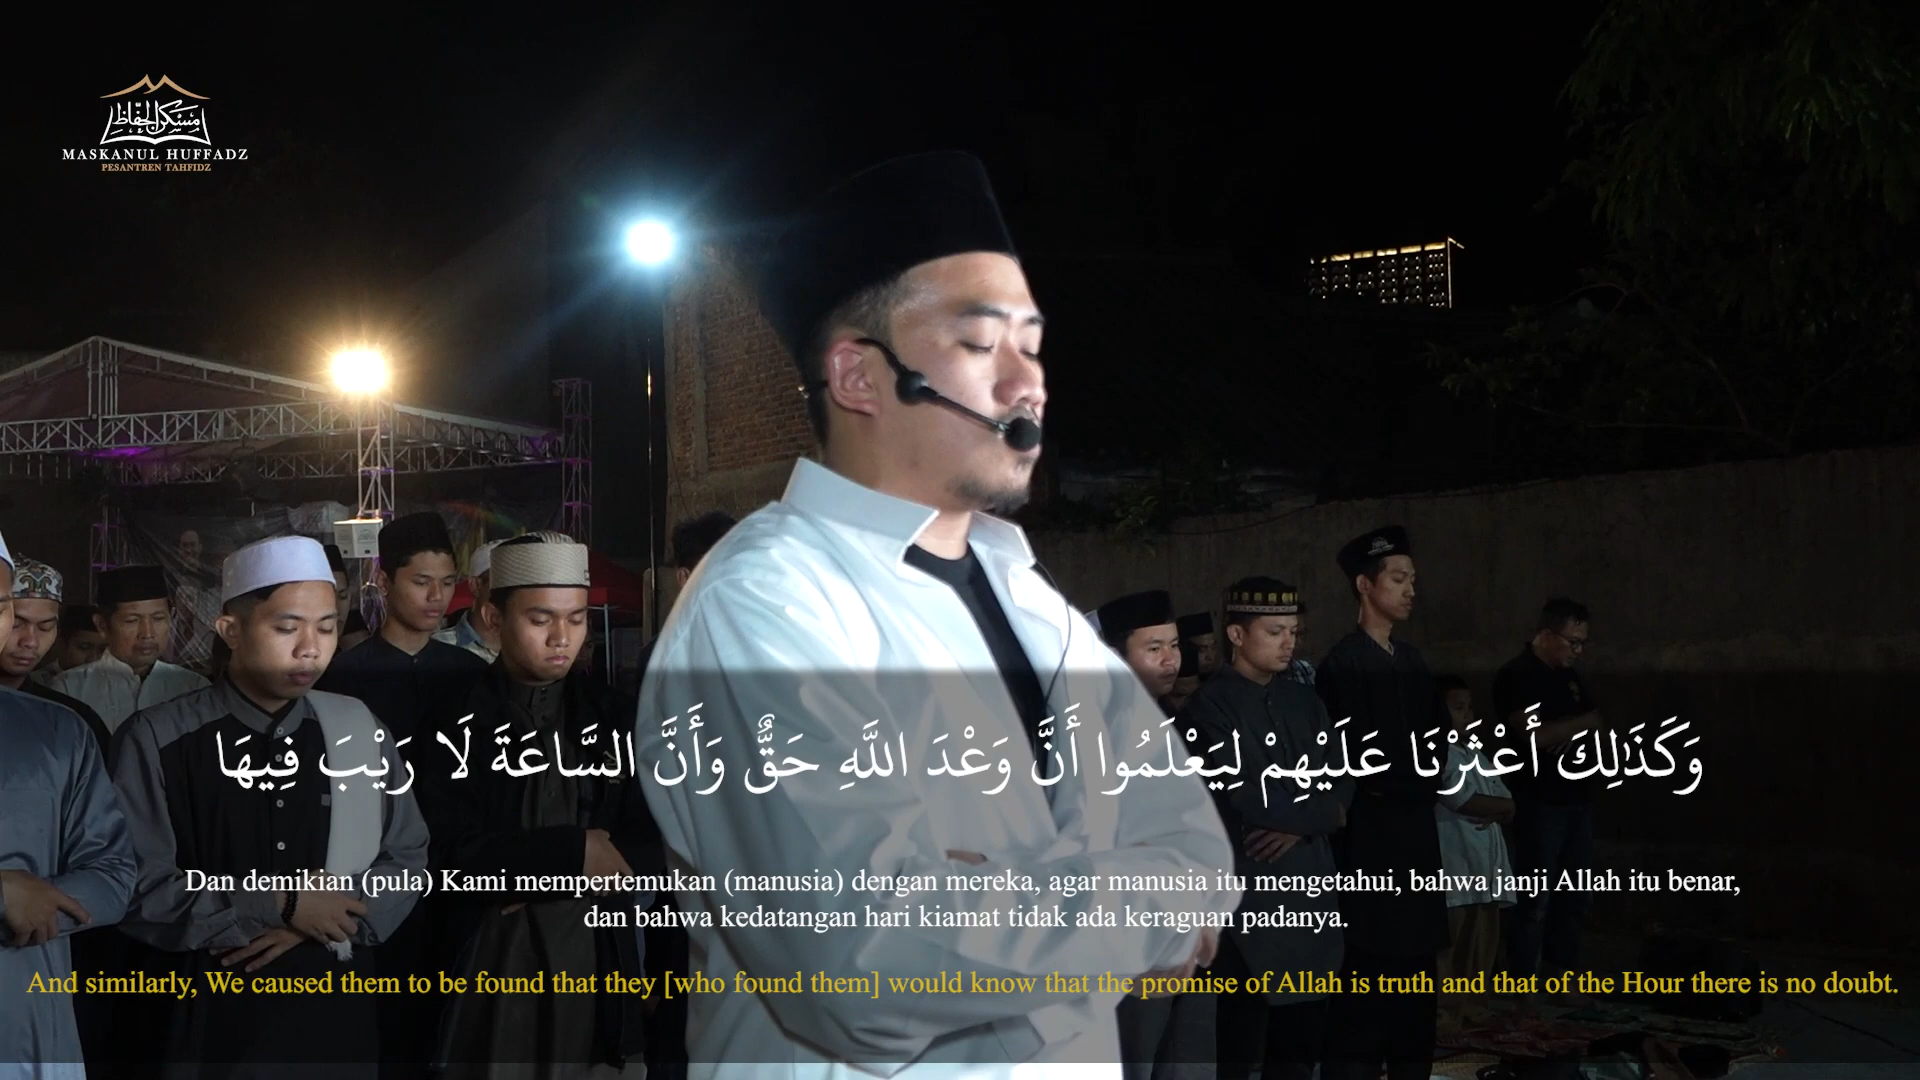 مسكن الحفاظ
MASKANUL HUFFADZ
PESANTREN TAHFIDZ
وَكَذَٰلِكَ أَعْثَرْنَا عَلَيْهِمْ لِيَعْلَمُوا أَنَّ وَعْدَ اللَّهِ حَقٌّ وَأَنَّ السَّاعَةَ لَا رَيْبَ فِيهَا
Dan demikian (pula) Kami mempertemukan (manusia) dengan mereka, agar manusia itu mengetahui, bahwa janji Allah itu benar,
dan bahwa kedatangan hari kiamat tidak ada keraguan padanya.
And similarly, We caused them to be found that they [who found them] would know that the promise of Allah is truth and that of the Hour there is no doubt.